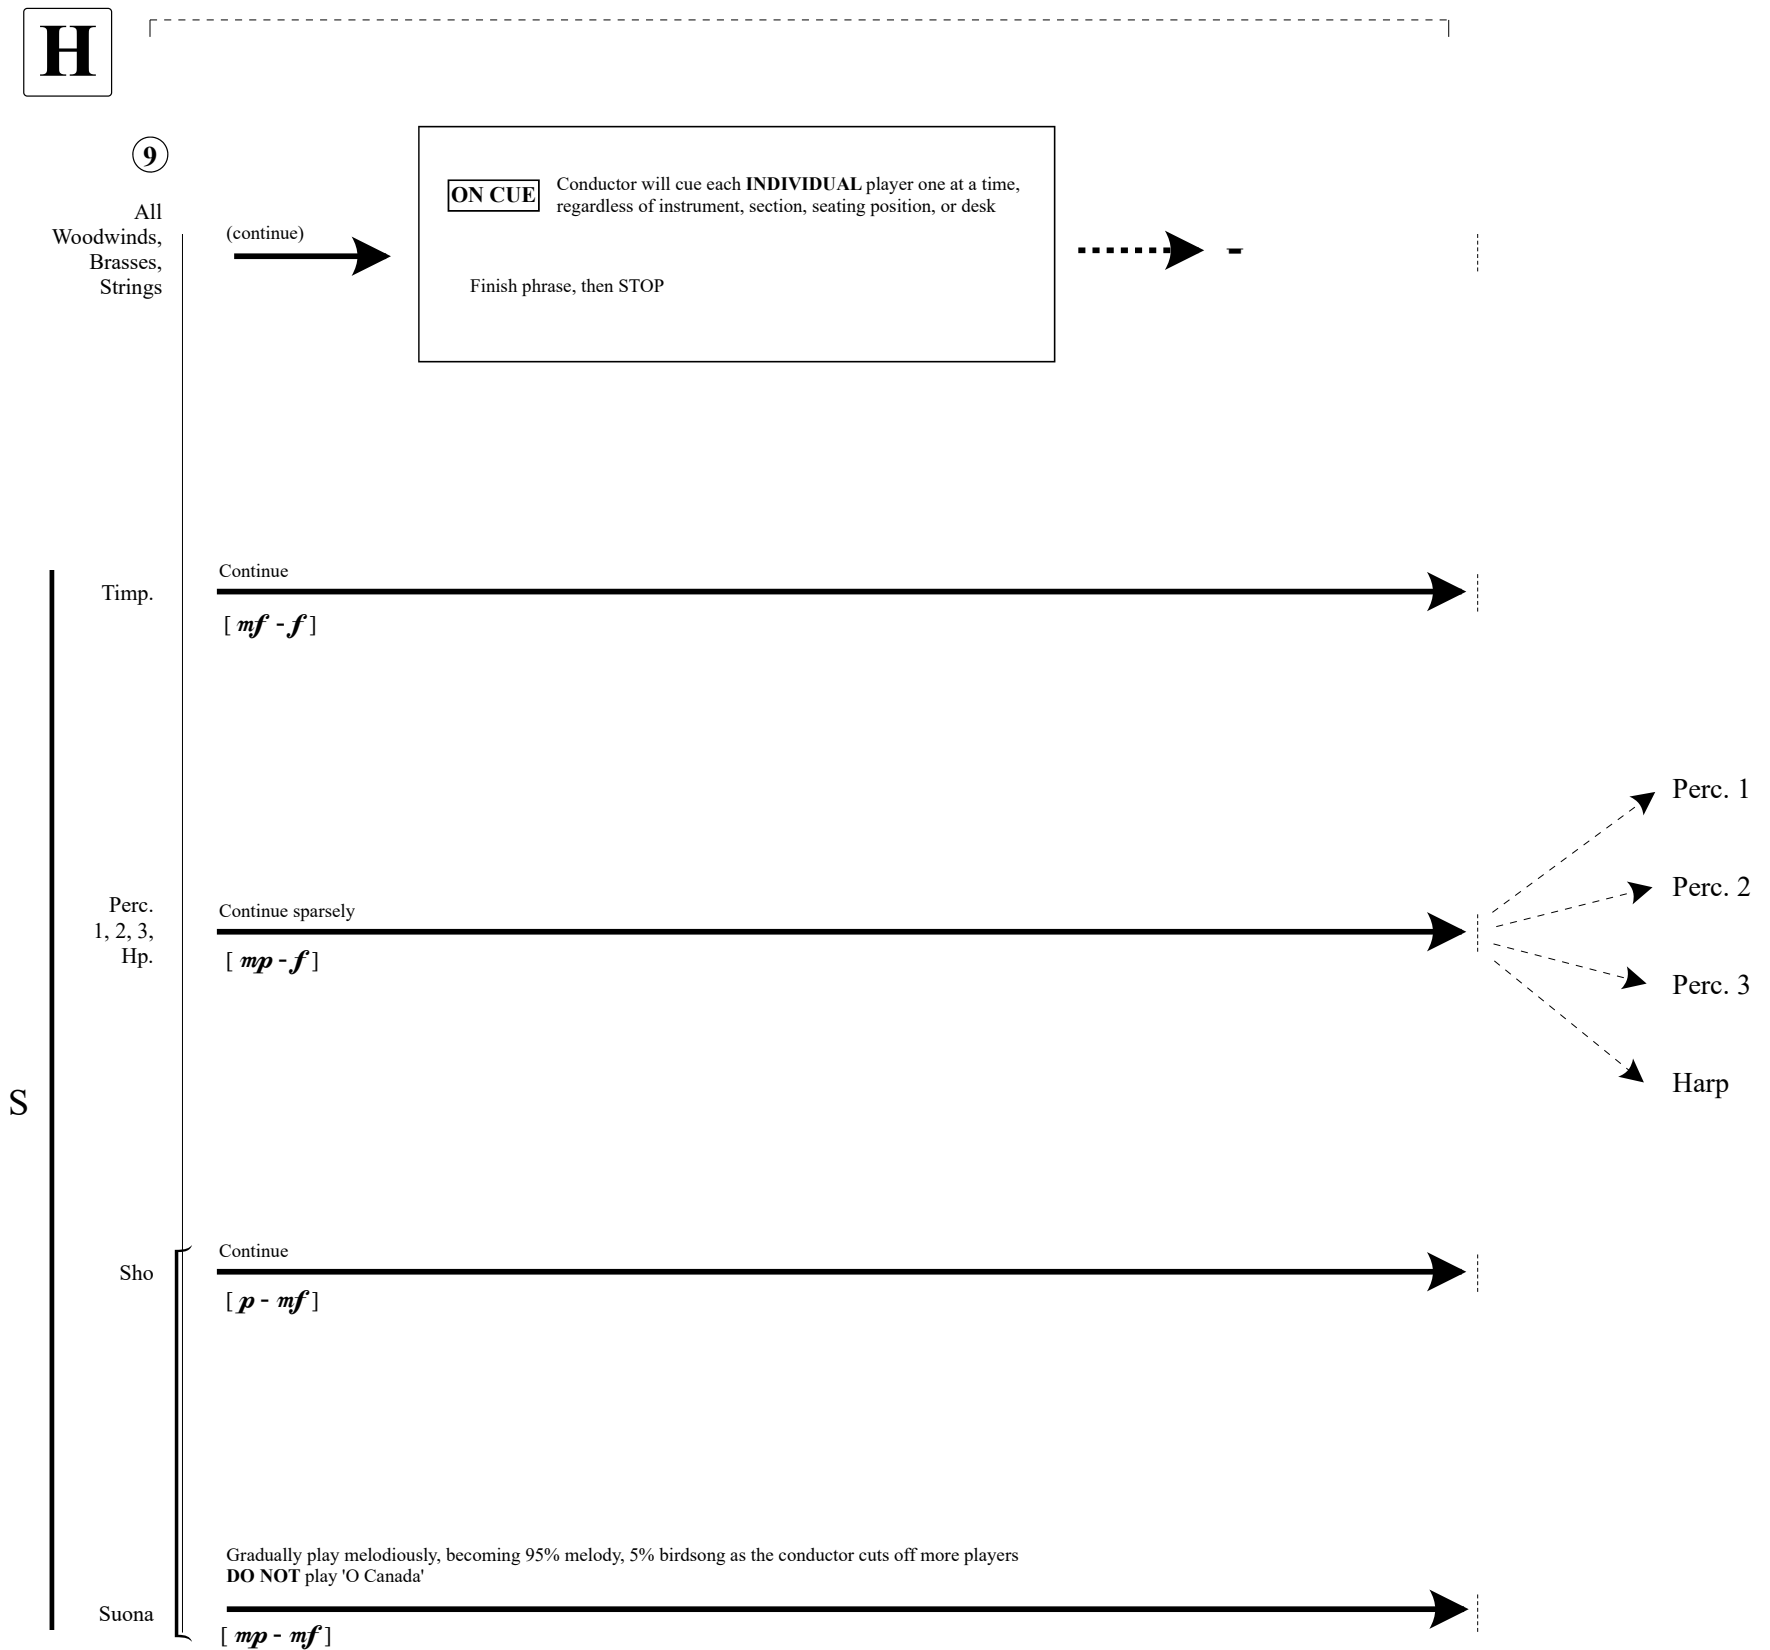 H
9
All
Woodwinds,
Brasses,
Strings
(continue)
ON CUE
Conductor will cue each INDIVIDUAL player one at a time,
regardless of instrument, section, seating position, or desk
Finish phrase, then STOP
Timp.
Continue
[ mf - f ]
Perc.
1, 2, 3,
Hp.
Continue sparsely
[ mp - f ]
Perc. 1
Perc. 2
Perc. 3
Harp
S
Sho
Continue
[ p - mf ]
Gradually play melodiously, becoming 95% melody, 5% birdsong as the conductor cuts off more players
DO NOT play 'O Canada'
Suona
[ mp - mf ]